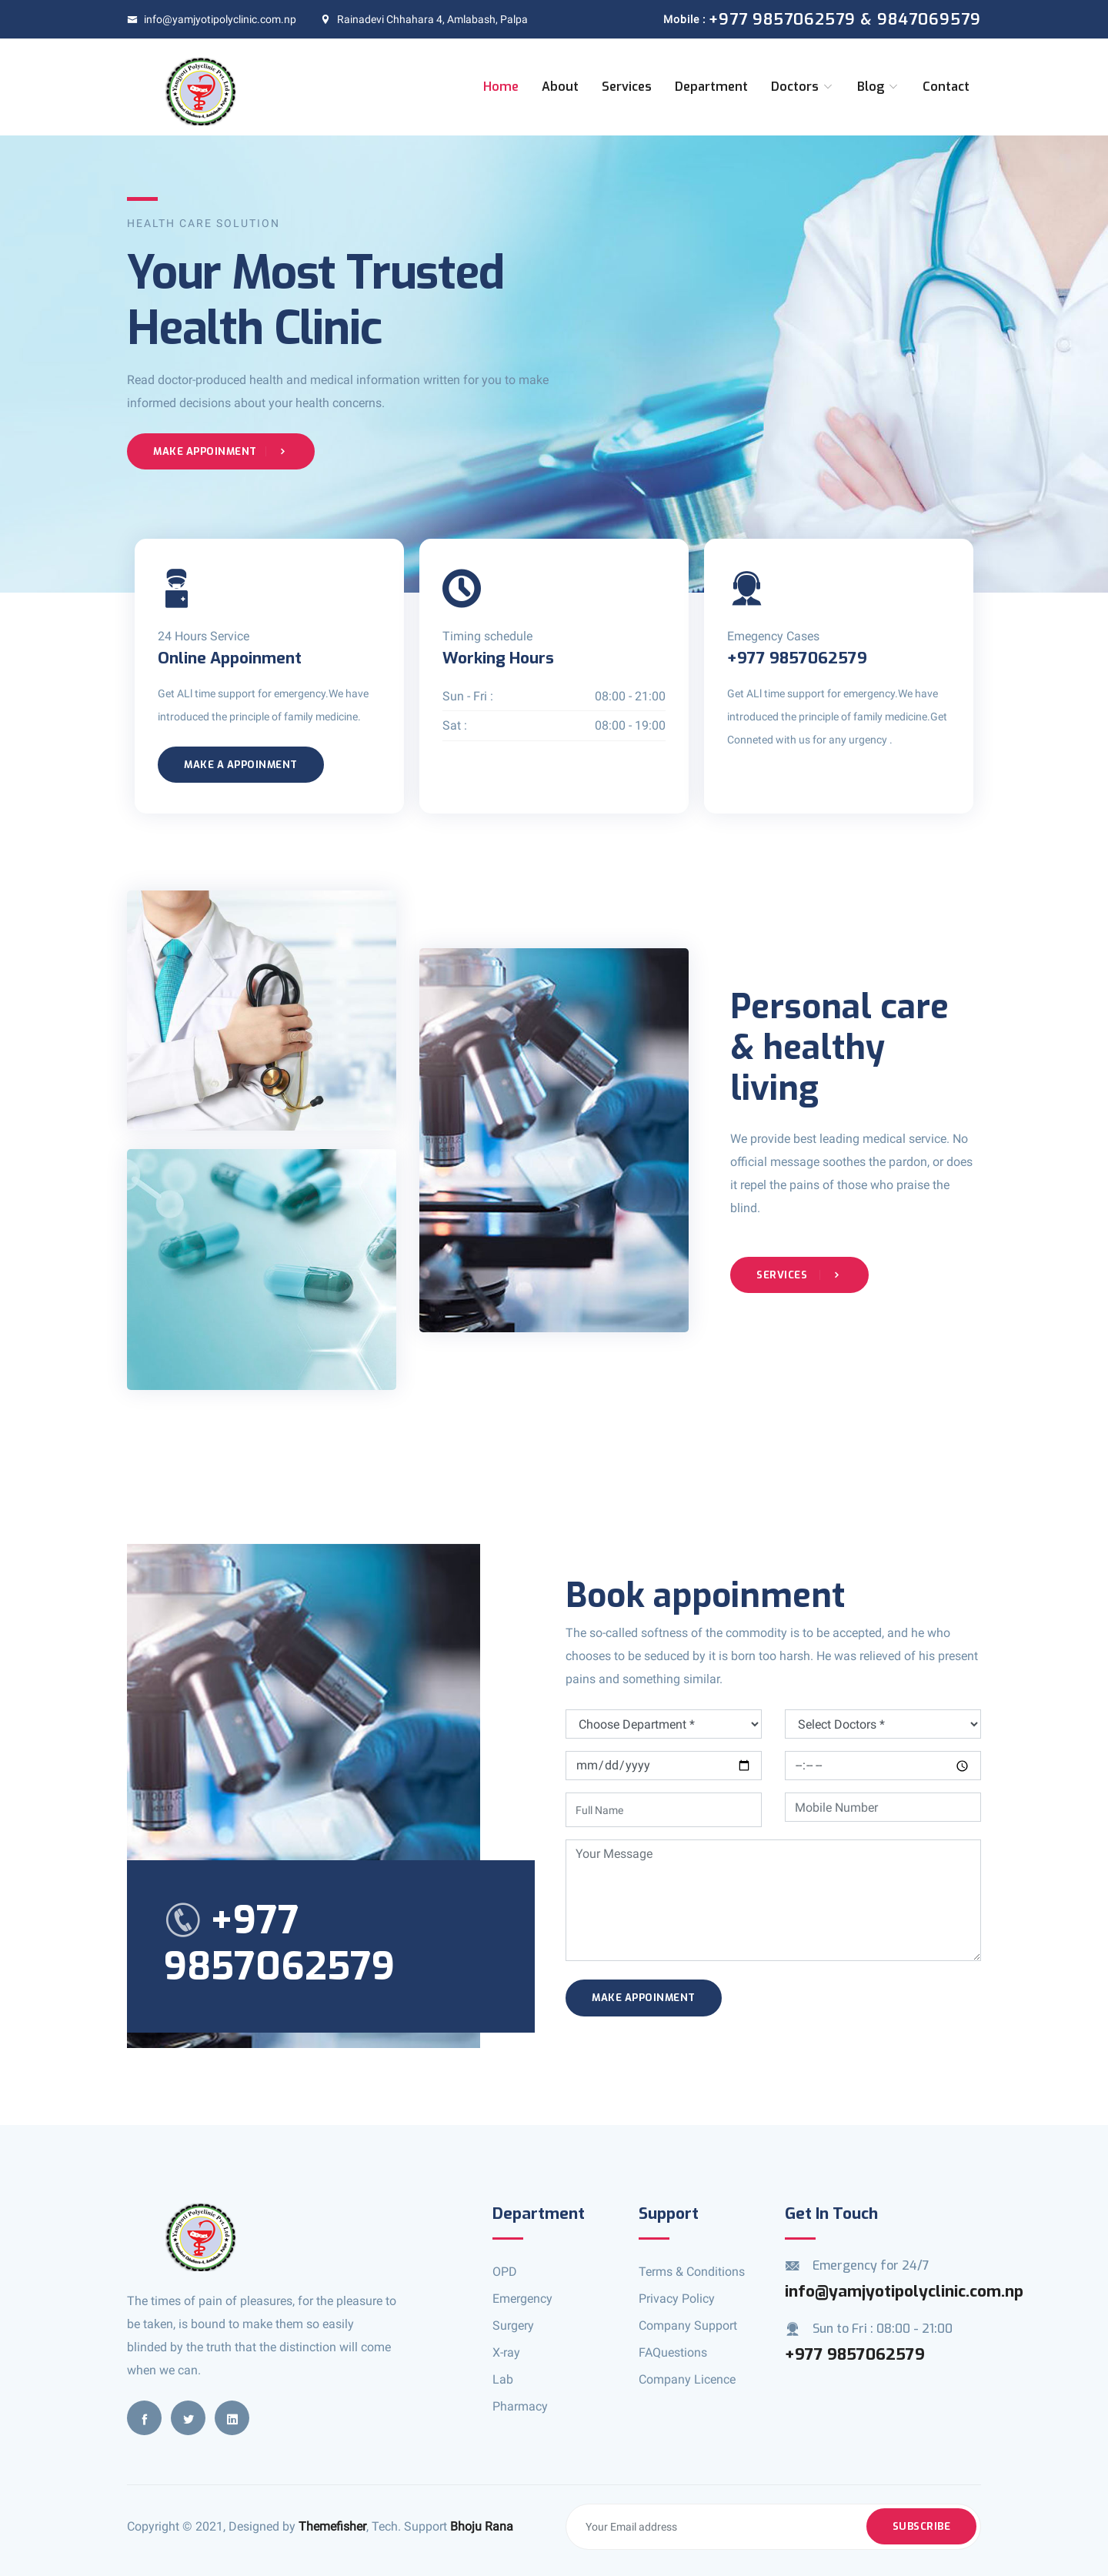 info@yamjyotipolyclinic.com.np
Rainadevi Chhahara 4, Amlabash, Palpa
Mobile : +977 9857062579 & 9847069579
Home
About
Services
Department
Doctors
Blog
Contact
HEALTH CARE SOLUTION
Your Most Trusted
Health Clinic
Read doctor-produced health and medical information written for you to make
informed decisions about your health concerns.
MAKE APPOINMENT
24 Hours Service
Online Appoinment
Get ALl time support for emergency.We have
introduced the principle of family medicine.
MAKE A APPOINMENT
Timing schedule
Working Hours
Sun - Fri : 08:00 - 21:00
Sat : 08:00 - 19:00
Emegency Cases
+977 9857062579
Get ALl time support for emergency.We have
introduced the principle of family medicine.Get
Conneted with us for any urgency .
Personal care
& healthy
living
We provide best leading medical service. No
official message soothes the pardon, or does
it repel the pains of those who praise the
blind.
SERVICES
+977
9857062579
Book appoinment
The so-called softness of the commodity is to be accepted, and he who
chooses to be seduced by it is born too harsh. He was relieved of his present
pains and something similar.
Choose Department *
Select Doctors *
mm/dd/yyyy
--:-- --
Full Name
Mobile Number
Your Message
MAKE APPOINMENT
The times of pain of pleasures, for the pleasure to
be taken, is bound to make them so easily
blinded by the truth that the distinction will come
when we can.
Department
OPD
Emergency
Surgery
X-ray
Lab
Pharmacy
Support
Terms & Conditions
Privacy Policy
Company Support
FAQuestions
Company Licence
Get In Touch
Emergency for 24/7
info@yamjyotipolyclinic.com.np
Sun to Fri : 08:00 - 21:00
+977 9857062579
Copyright © 2021, Designed by Themefisher, Tech. Support Bhoju Rana
Your Email address
SUBSCRIBE